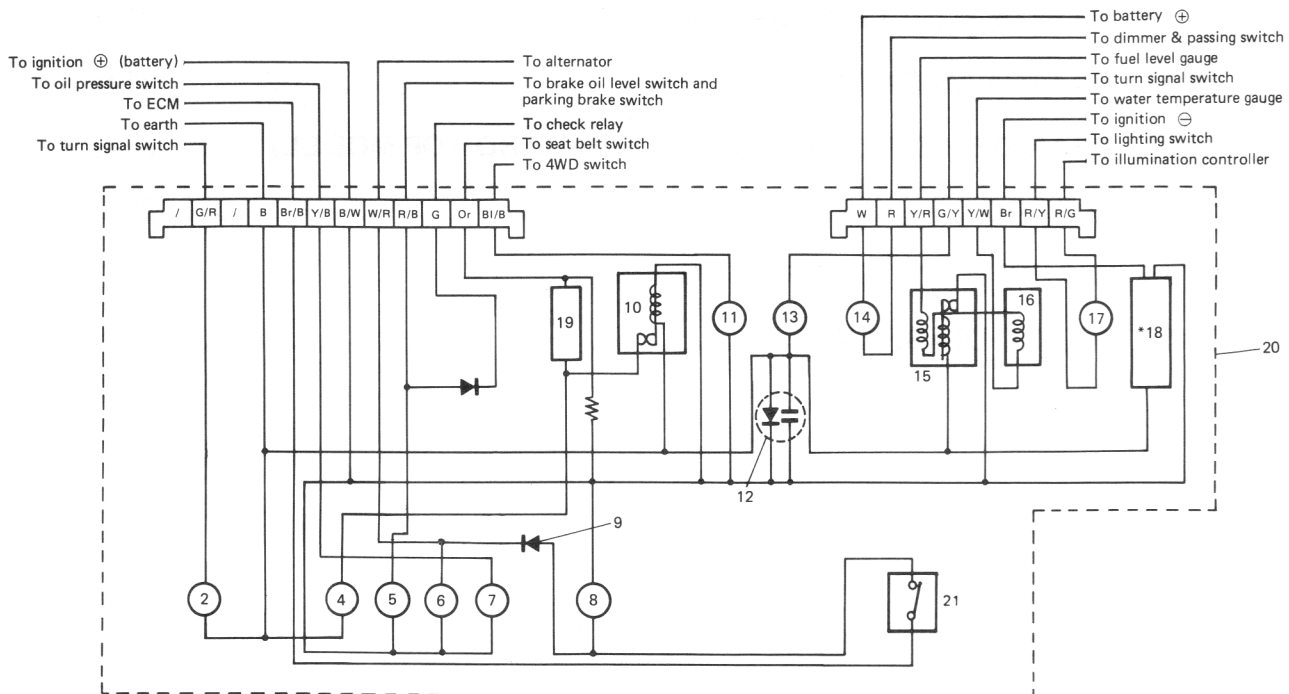 To ignition ⊕ (battery)
To oil pressure switch
To ECM
To earth
To turn signal switch
To alternator
To brake oil level switch and
parking brake switch
To check relay
To seat belt switch
To 4WD switch
To battery ⊕
To dimmer & passing switch
To fuel level gauge
To turn signal switch
To water temperature gauge
To ignition ⊖
To lighting switch
To illumination controller
/ G/R / B Br/B Y/B B/W W/R R/B G Or Bl/B
W R Y/R G/Y Y/W Br R/Y R/G
19
10
11
13
14
15
16
17
*18
20
12
9
2
4
5
6
7
8
21